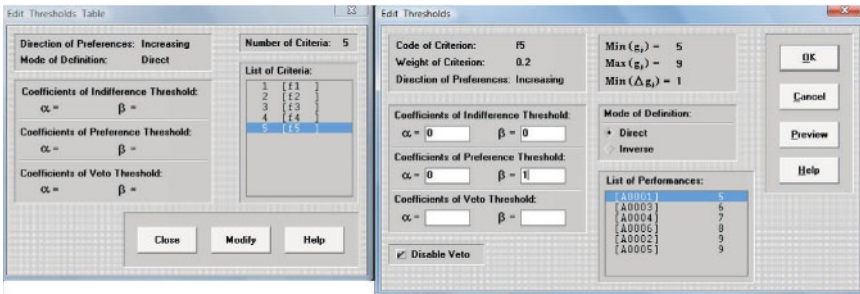 Edit Thresholds Table
Direction of Preferences: Increasing
Mode of Definition: Direct
Number of Criteria: 5
Coefficients of Indifference Threshold:
α = β =
Coefficients of Preference Threshold:
α = β =
Coefficients of Veto Threshold:
α = β =
List of Criteria:
1 [f1 ]
2 [f2 ]
3 [f3 ]
4 [f4 ]
5 [f5 ]
Close Modify Help
Edit Thresholds
Code of Criterion: f5
Weight of Criterion: 0.2
Direction of Preferences: Increasing
Min (gⱼ) = 5
Max (gⱼ) = 9
Min (Δgⱼ) = 1
Coefficients of Indifference Threshold:
α = 0 β = 0
Coefficients of Preference Threshold:
α = 0 β = 1
Coefficients of Veto Threshold:
α = β =
Disable Veto
Mode of Definition:
Direct
Inverse
List of Performances:
[A0001] 5
[A0003] 6
[A0004] 7
[A0006] 8
[A0002] 9
[A0005] 9
OK
Cancel
Preview
Help